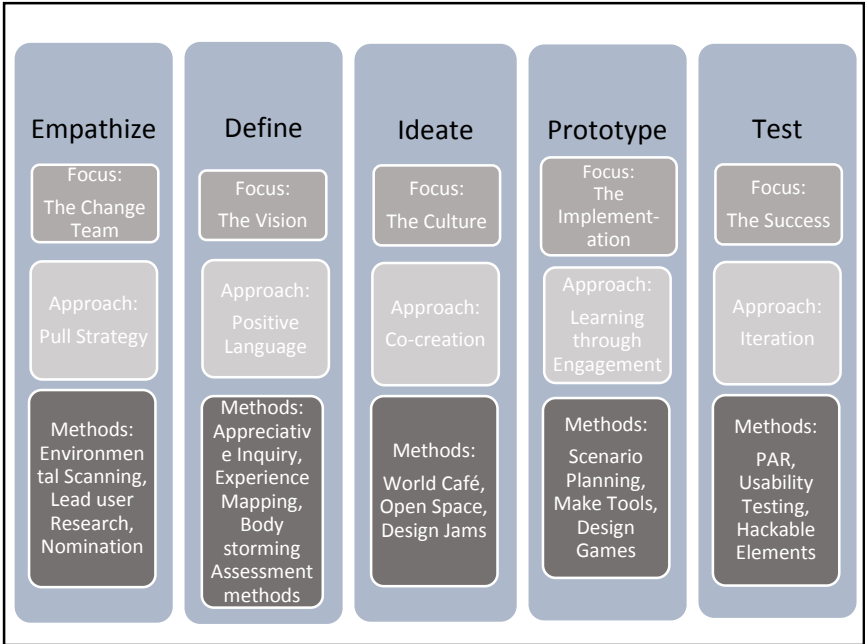 Empathize
Focus:
The Change
Team
Approach:
Pull Strategy
Methods:
Environmen
tal Scanning,
Lead user
Research,
Nomination
Define
Focus:
The Vision
Approach:
Positive
Language
Methods:
Appreciativ
e Inquiry,
Experience
Mapping,
Body
storming
Assessment
methods
Ideate
Focus:
The Culture
Approach:
Co-creation
Methods:
World Café,
Open Space,
Design Jams
Prototype
Focus:
The
Implement-
ation
Approach:
Learning
through
Engagement
Methods:
Scenario
Planning,
Make Tools,
Design
Games
Test
Focus:
The Success
Approach:
Iteration
Methods:
PAR,
Usability
Testing,
Hackable
Elements